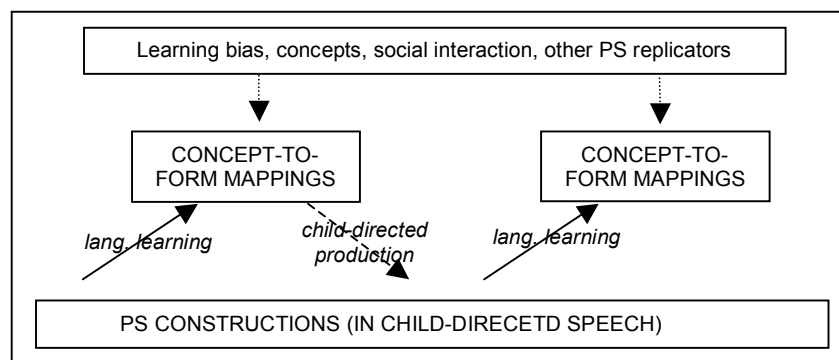 Learning bias, concepts, social interaction, other PS replicators
CONCEPT-TO-
FORM MAPPINGS
CONCEPT-TO-
FORM MAPPINGS
lang. learning
child-directed
production
lang. learning
PS CONSTRUCTIONS (IN CHILD-DIRECETD SPEECH)